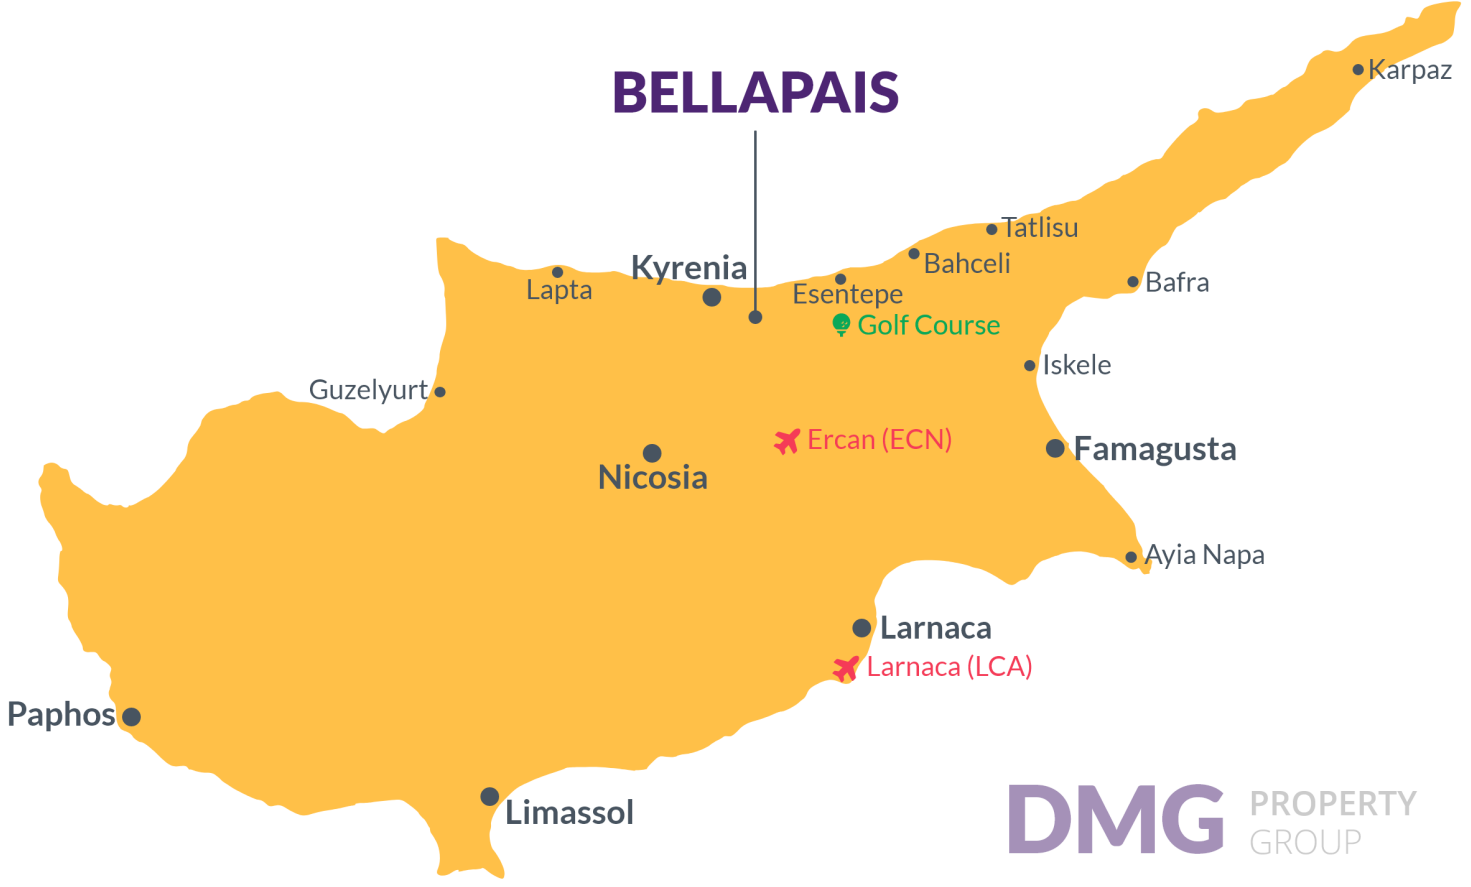 BELLAPAIS
Karpaz
Tatlisu
Kyrenia
Bahceli
Lapta
Esentepe
Bafra
Golf Course
Iskele
Guzelyurt
Ercan (ECN)
Famagusta
Nicosia
Ayia Napa
Larnaca
Larnaca (LCA)
Paphos
Limassol
DMG PROPERTY
GROUP